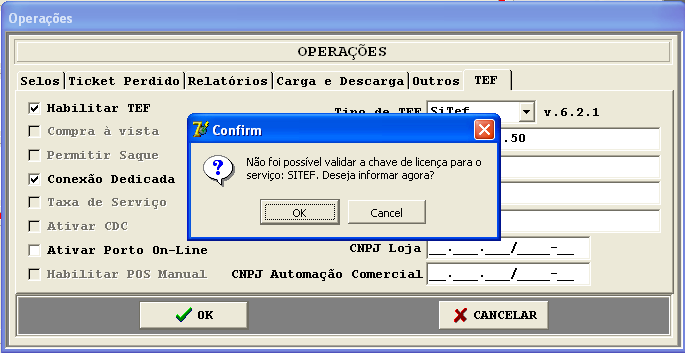 Operações
OPERAÇÕES
Selos Ticket Perdido Relatórios Carga e Descarga Outros TEF
Habilitar TEF
Tipo de TEF SiTef v.6.2.1
Compra à vista
.50
Permitir Saque
Conexão Dedicada
Taxa de Serviço
Ativar CDC
Confirm
Não foi possível validar a chave de licença para o
serviço: SITEF. Deseja informar agora?
OK Cancel
Ativar Porto On-Line
CNPJ Loja __.___.___/____-__
Habilitar POS Manual
CNPJ Automação Comercial __.___.___/____-__
OK CANCELAR